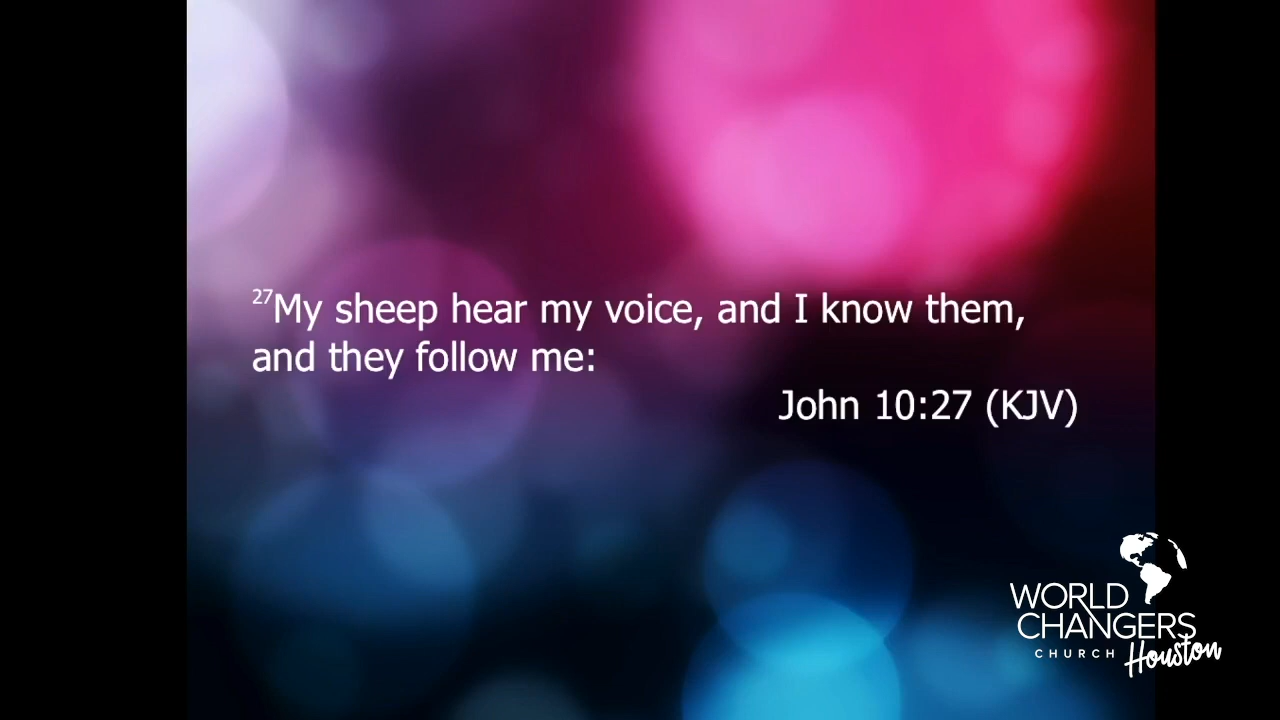 27My sheep hear my voice, and I know them,
and they follow me:
John 10:27 (KJV)
WORLD
CHANGERS
CHURCH Houston